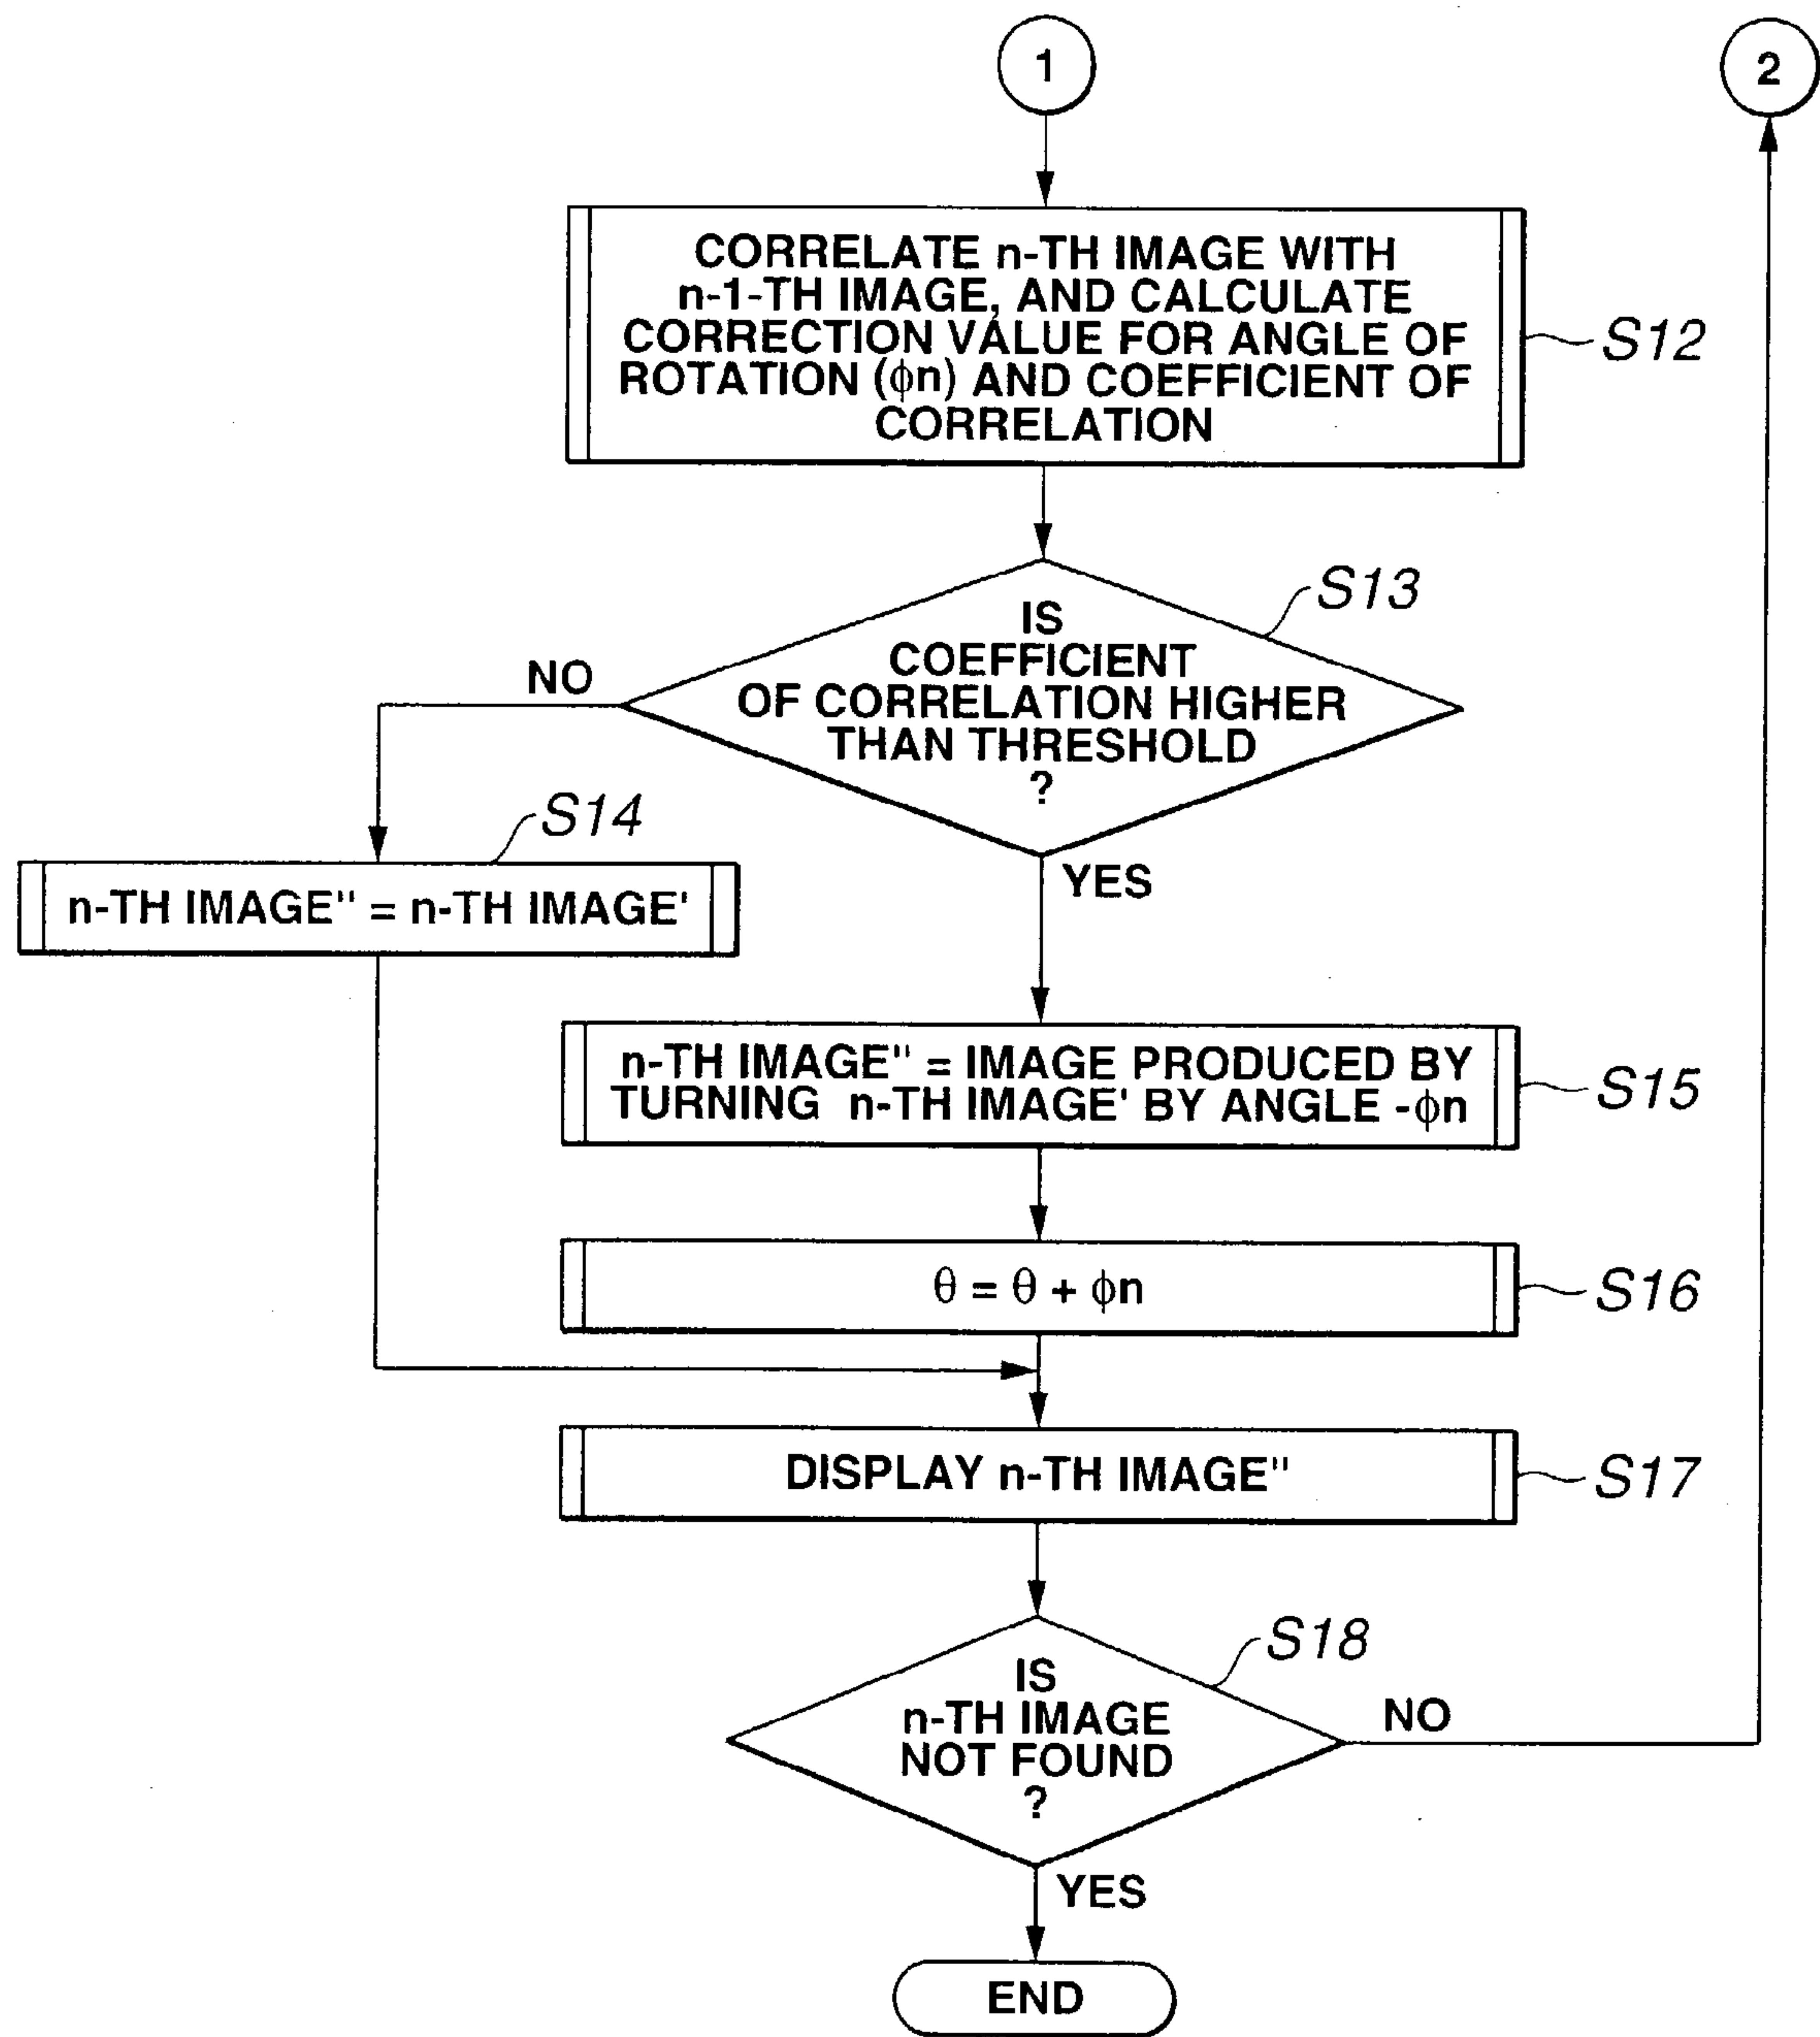 1
2
CORRELATE n-TH IMAGE WITH
n-1-TH IMAGE, AND CALCULATE
CORRECTION VALUE FOR ANGLE OF
ROTATION (ϕn) AND COEFFICIENT OF
CORRELATION
S12
S13
IS
COEFFICIENT
OF CORRELATION HIGHER
THAN THRESHOLD
?
NO
S14
YES
n-TH IMAGE" = n-TH IMAGE'
n-TH IMAGE" = IMAGE PRODUCED BY
TURNING n-TH IMAGE' BY ANGLE -ϕn
S15
θ = θ + ϕn
S16
DISPLAY n-TH IMAGE"
S17
S18
IS
n-TH IMAGE
NOT FOUND
?
NO
YES
END